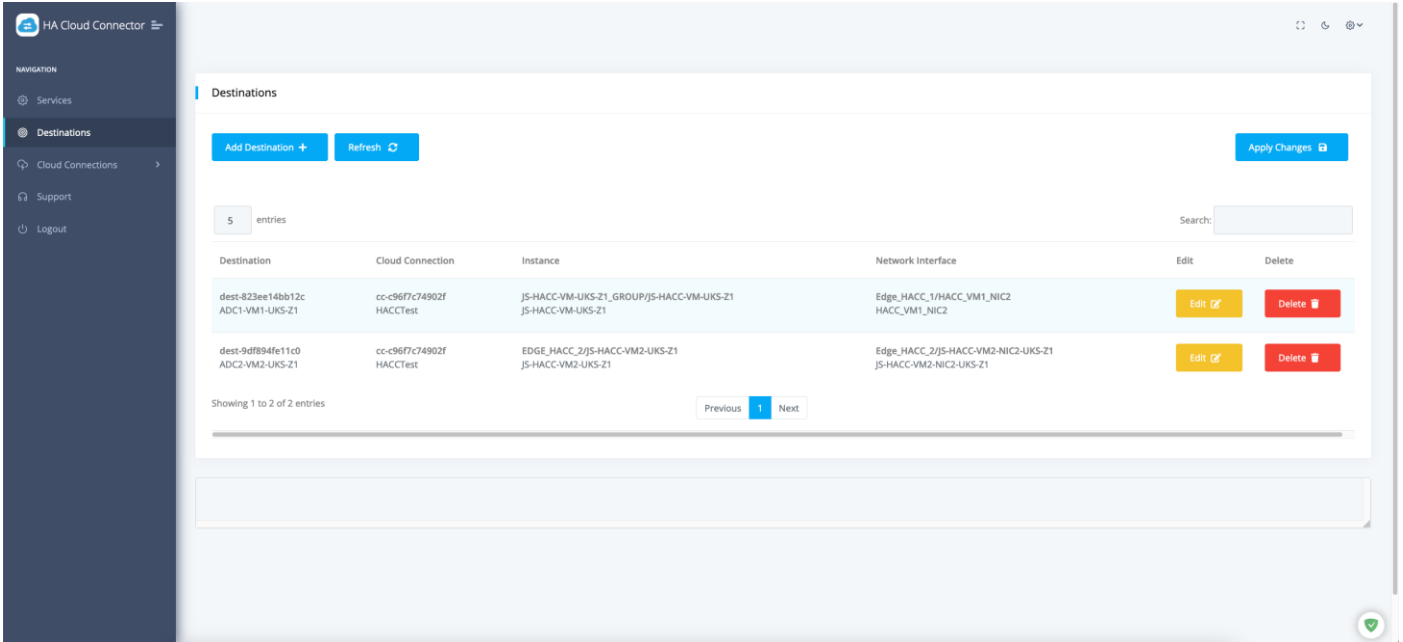 HA Cloud Connector
NAVIGATION
Services
Destinations
Cloud Connections
Support
Logout
Destinations
Add Destination +
Refresh
Apply Changes
5 entries
Search:
Destination Cloud Connection Instance Network Interface Edit Delete
dest-823ee14bb12c cc-c96f7c74902f JS-HACC-VM-UKS-Z1_GROUP/JS-HACC-VM-UKS-Z1 Edge_HACC_1/HACC_VM1_NIC2 Edit Delete
ADC1-VM1-UKS-Z1 HACCTest JS-HACC-VM-UKS-Z1 HACC_VM1_NIC2
dest-9df894fe11c0 cc-c96f7c74902f EDGE_HACC_2/JS-HACC-VM2-UKS-Z1 Edge_HACC_2/JS-HACC-VM2-NIC2-UKS-Z1 Edit Delete
ADC2-VM2-UKS-Z1 HACCTest JS-HACC-VM2-UKS-Z1 JS-HACC-VM2-NIC2-UKS-Z1
Showing 1 to 2 of 2 entries
Previous 1 Next